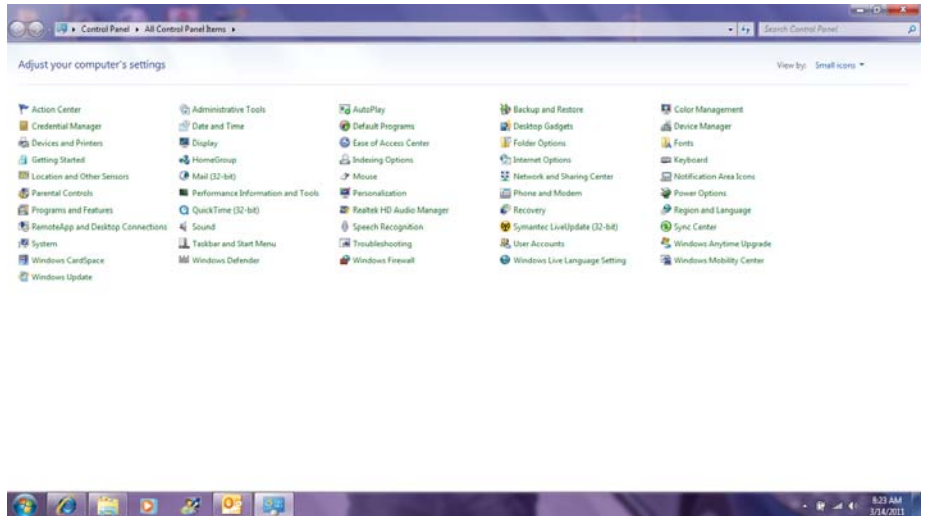 Control Panel ▸ All Control Panel Items ▸ Search Control Panel
Adjust your computer's settings View by: Small icons
Action Center Administrative Tools AutoPlay Backup and Restore Color Management
Credential Manager Date and Time Default Programs Desktop Gadgets Device Manager
Devices and Printers Display Ease of Access Center Folder Options Fonts
Getting Started HomeGroup Indexing Options Internet Options Keyboard
Location and Other Sensors Mail (32-bit) Mouse Network and Sharing Center Notification Area Icons
Parental Controls Performance Information and Tools Personalization Phone and Modem Power Options
Programs and Features QuickTime (32-bit) Realtek HD Audio Manager Recovery Region and Language
RemoteApp and Desktop Connections Sound Speech Recognition Symantec LiveUpdate (32-bit) Sync Center
System Taskbar and Start Menu Troubleshooting User Accounts Windows Anytime Upgrade
Windows CardSpace Windows Defender Windows Firewall Windows Live Language Setting Windows Mobility Center
Windows Update
8:23 AM
3/14/2011